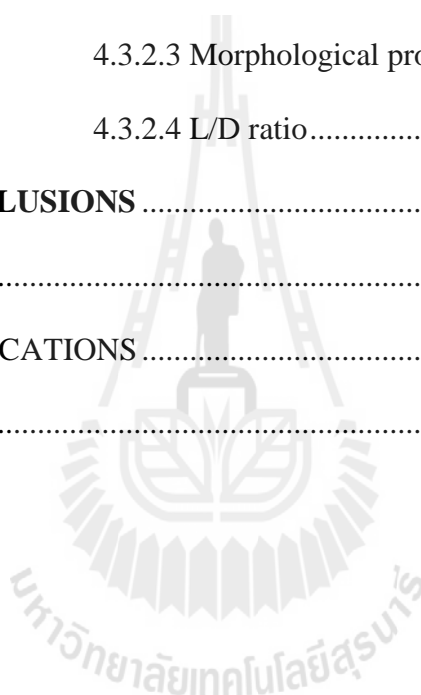 4.3.2.3 Morphological pro
4.3.2.4 L/D ratio................
LUSIONS ........................................
................................................................
CATIONS ........................................
................................................................
มหาวิทยาลัยเทคโนโลยีสุรนารี